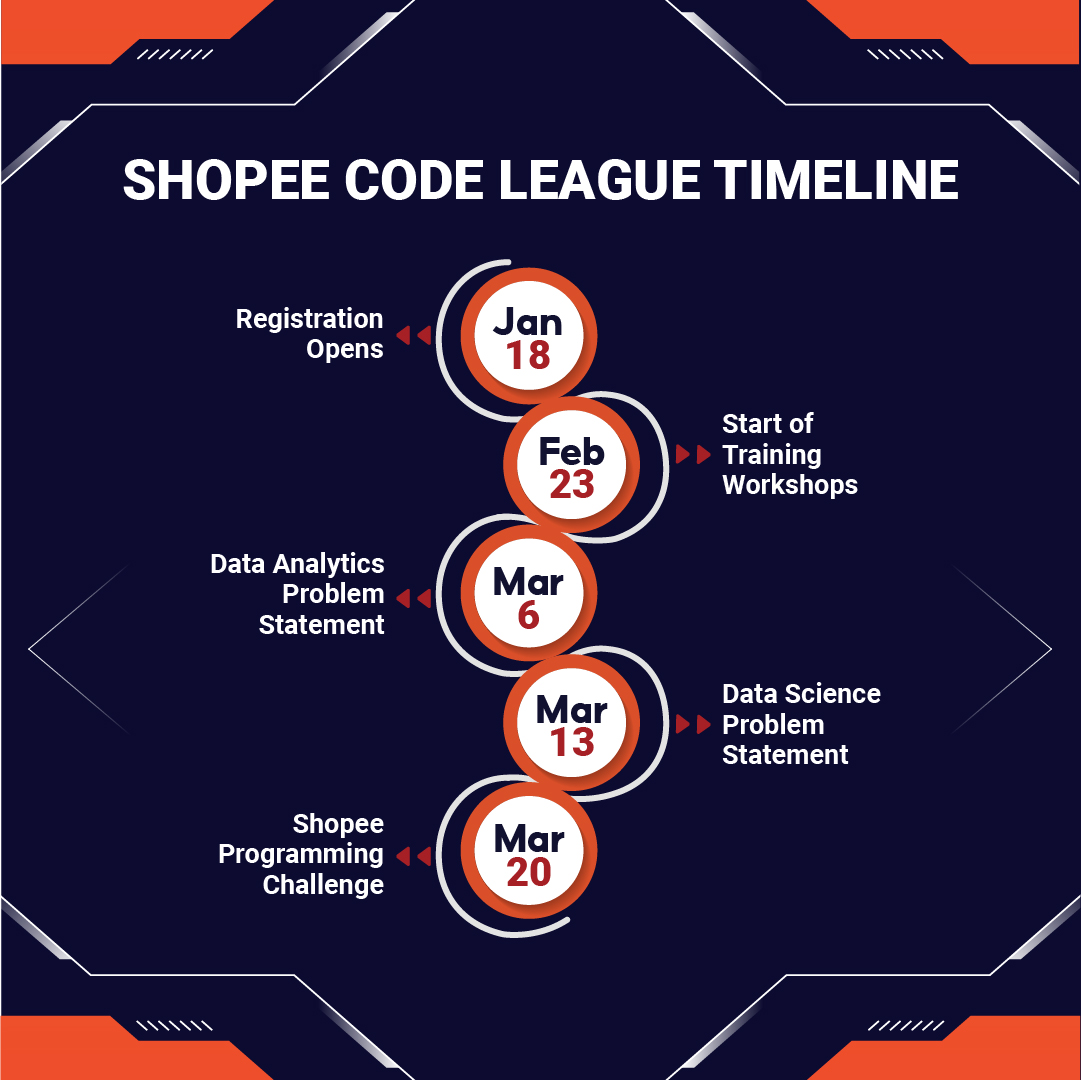 SHOPEE CODE LEAGUE TIMELINE
Jan
18
Registration
Opens
Feb
23
Start of
Training
Workshops
Mar
6
Data Analytics
Problem
Statement
Mar
13
Data Science
Problem
Statement
Mar
20
Shopee
Programming
Challenge